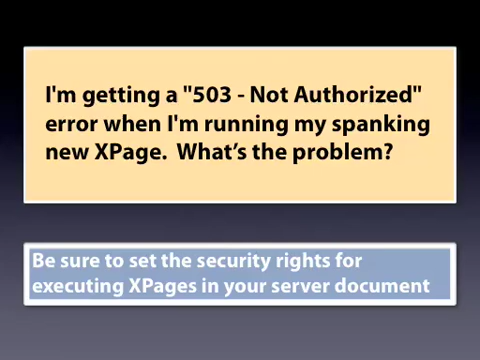 I'm getting a "503 - Not Authorized"
error when I'm running my spanking
new XPage. What's the problem?
Be sure to set the security rights for
executing XPages in your server document